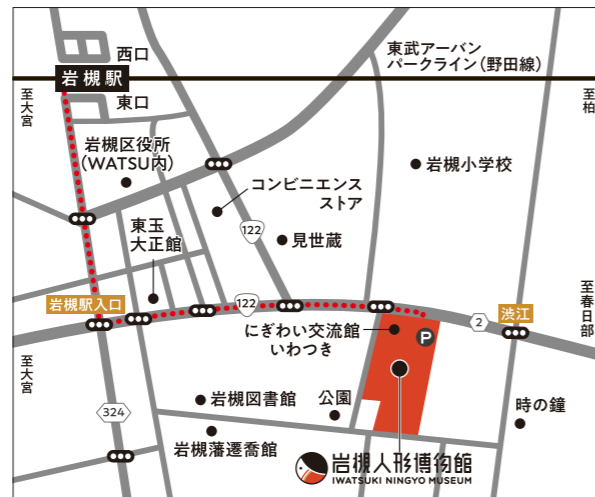 西口
岩槻駅
東口
至大宮
東武アーバン
パークライン（野田線）
至柏
岩槻区役所
（WATSU内）
コンビニエンス
ストア
岩槻小学校
122
見世蔵
東玉
大正館
岩槻駅入口
122
にぎわい交流館
いわつき
P
2
渋江
至春日部
至大宮
324
岩槻図書館
公園
時の鐘
岩槻藩遷喬館
岩槻人形博物館
IWATSUKI NINGYO MUSEUM